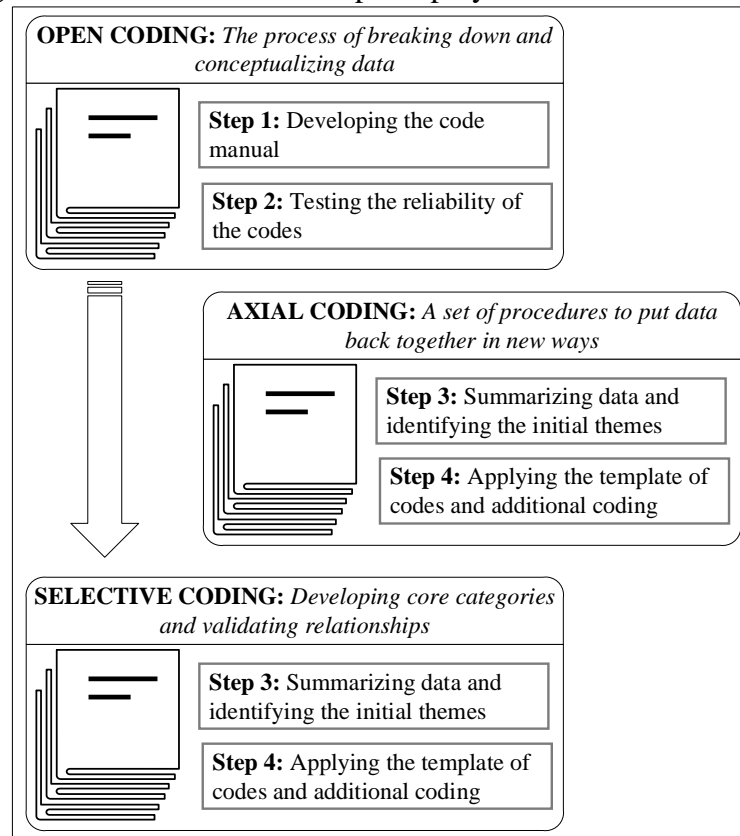 OPEN CODING: The process of breaking down and
conceptualizing data
Step 1: Developing the code
manual
Step 2: Testing the reliability of
the codes
AXIAL CODING: A set of procedures to put data
back together in new ways
Step 3: Summarizing data and
identifying the initial themes
Step 4: Applying the template of
codes and additional coding
SELECTIVE CODING: Developing core categories
and validating relationships
Step 3: Summarizing data and
identifying the initial themes
Step 4: Applying the template of
codes and additional coding